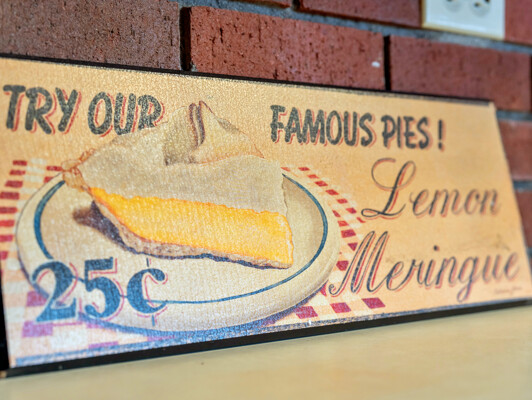 TRY OUR FAMOUS PIES!
Lemon
Meringue
25¢